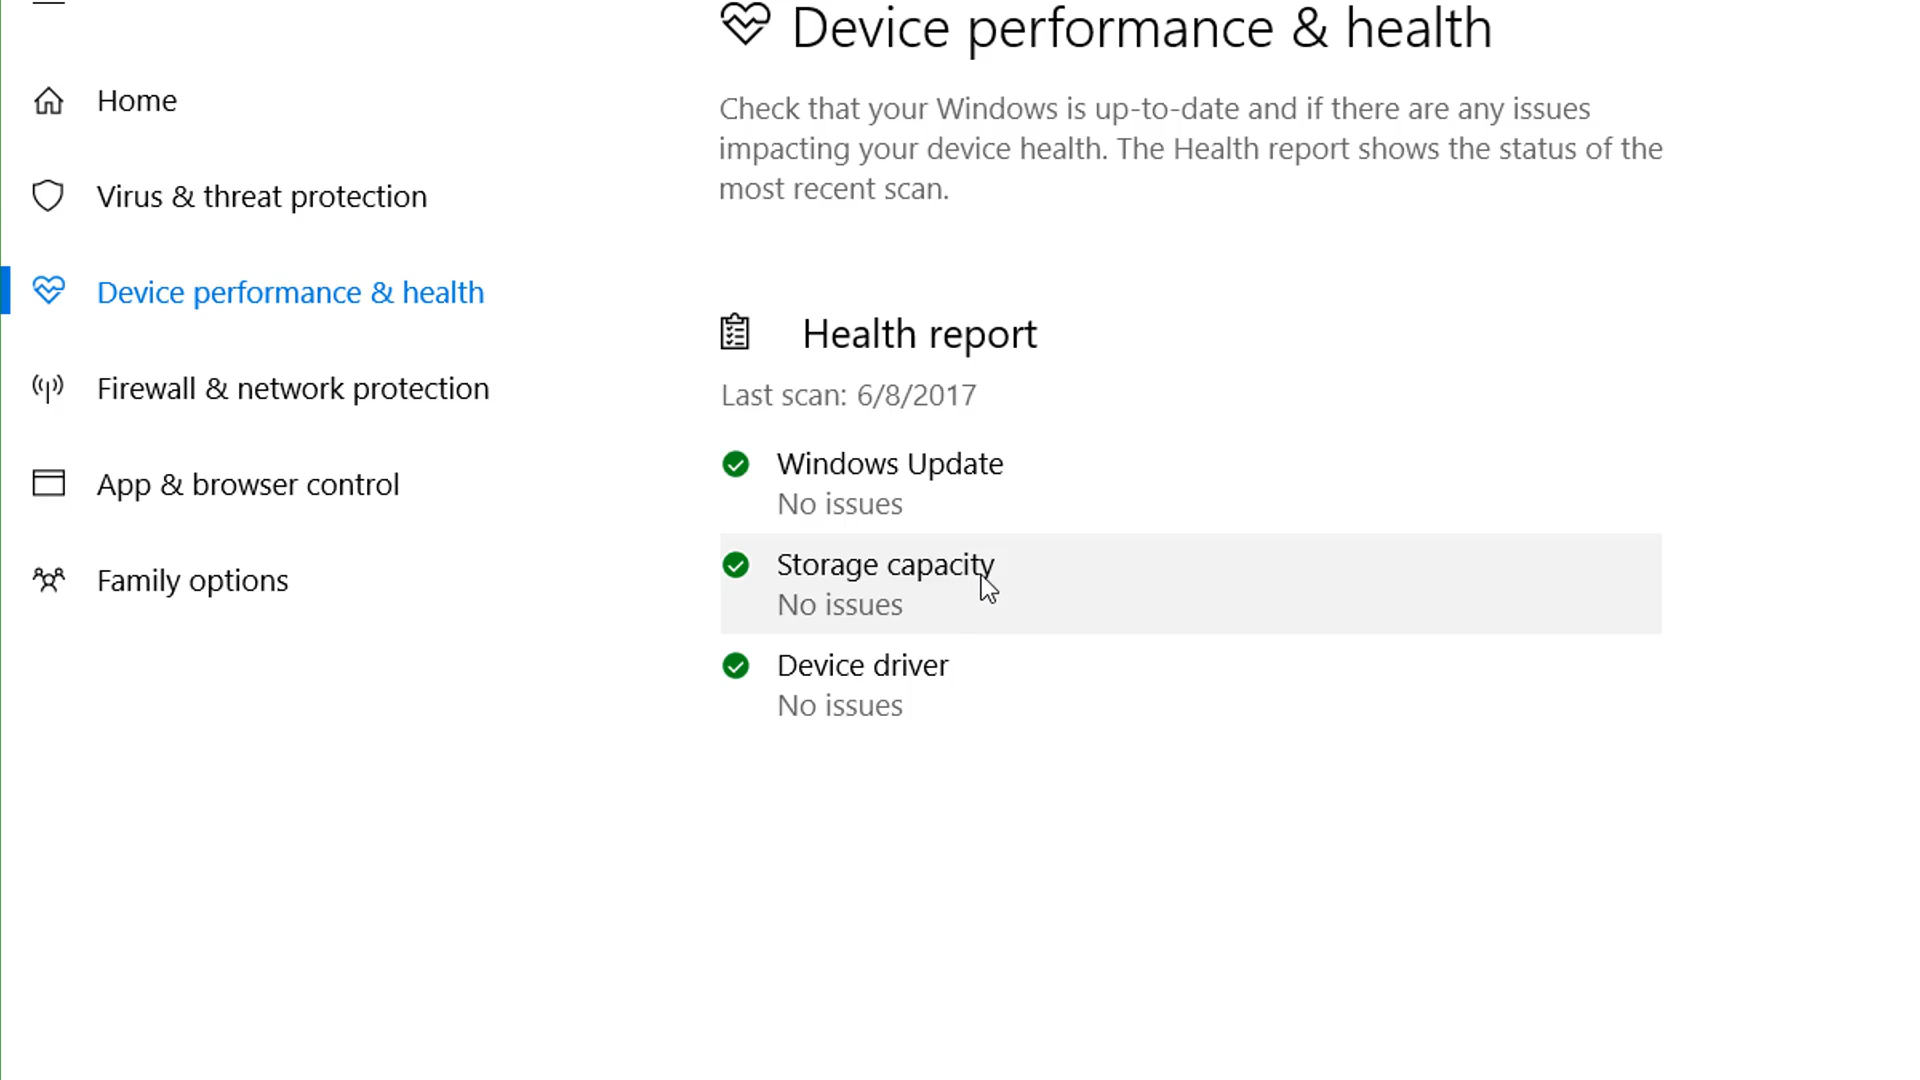 Device performance & health
Check that your Windows is up-to-date and if there are any issues
impacting your device health. The Health report shows the status of the
most recent scan.
Home
Virus & threat protection
Device performance & health
Firewall & network protection
App & browser control
Family options
Health report
Last scan: 6/8/2017
Windows Update
No issues
Storage capacity
No issues
Device driver
No issues